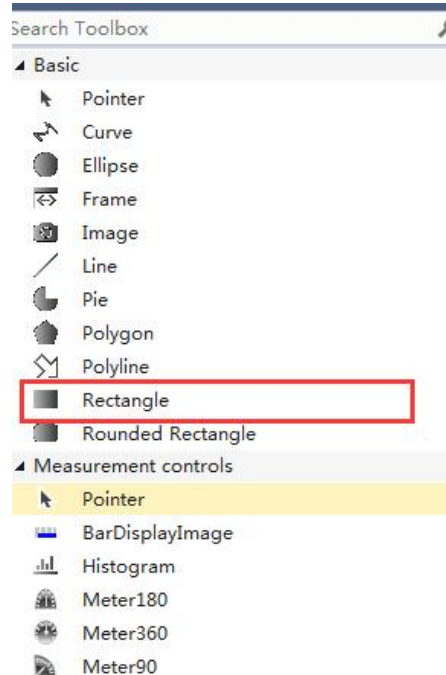 Search Toolbox
Basic
Pointer
Curve
Ellipse
Frame
Image
Line
Pie
Polygon
Polyline
Rectangle
Rounded Rectangle
Measurement controls
Pointer
BarDisplayImage
Histogram
Meter180
Meter360
Meter90